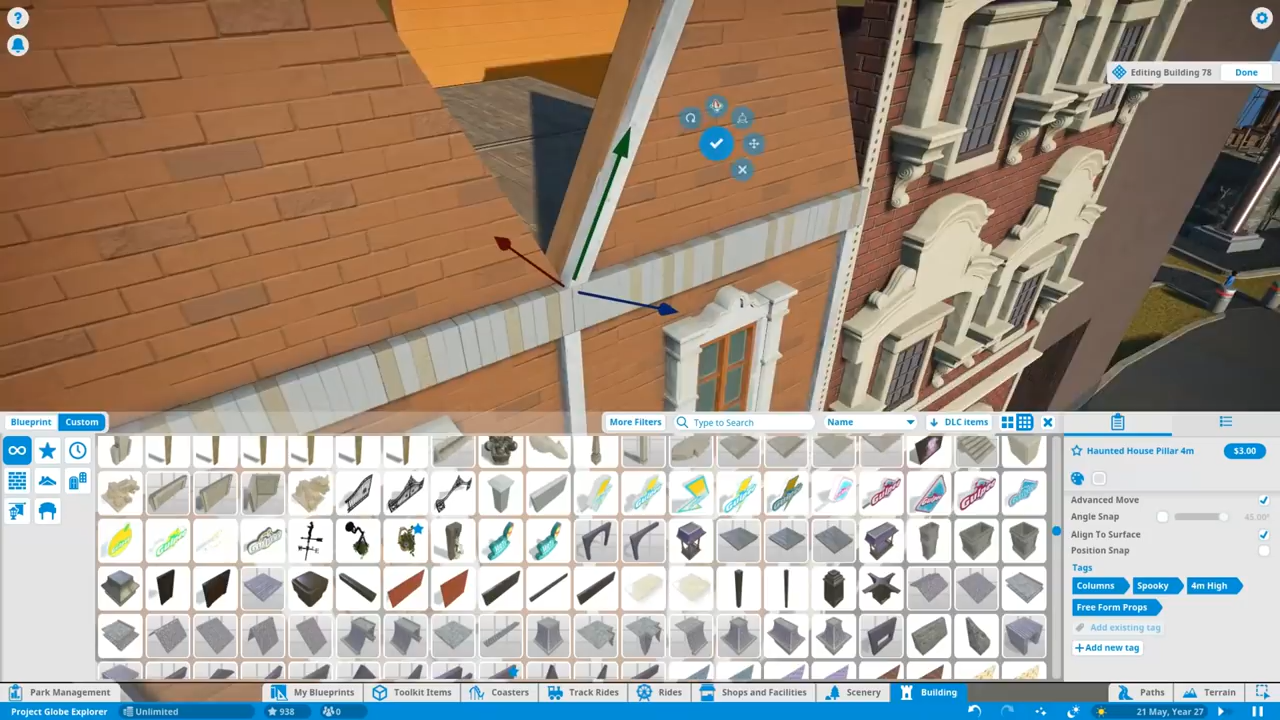 Editing Building 78 Done
Blueprint Custom More Filters Type to Search Name DLC items
Haunted House Pillar 4m $3.00
Advanced Move
Angle Snap 45.00°
Align To Surface
Position Snap
Tags
Columns Spooky 4m High
Free Form Props
Add existing tag
+ Add new tag
Park Management My Blueprints Toolkit Items Coasters Track Rides Rides Shops and Facilities Scenery Building Paths Terrain
Project Globe Explorer Unlimited 938 0 21 May, Year 27